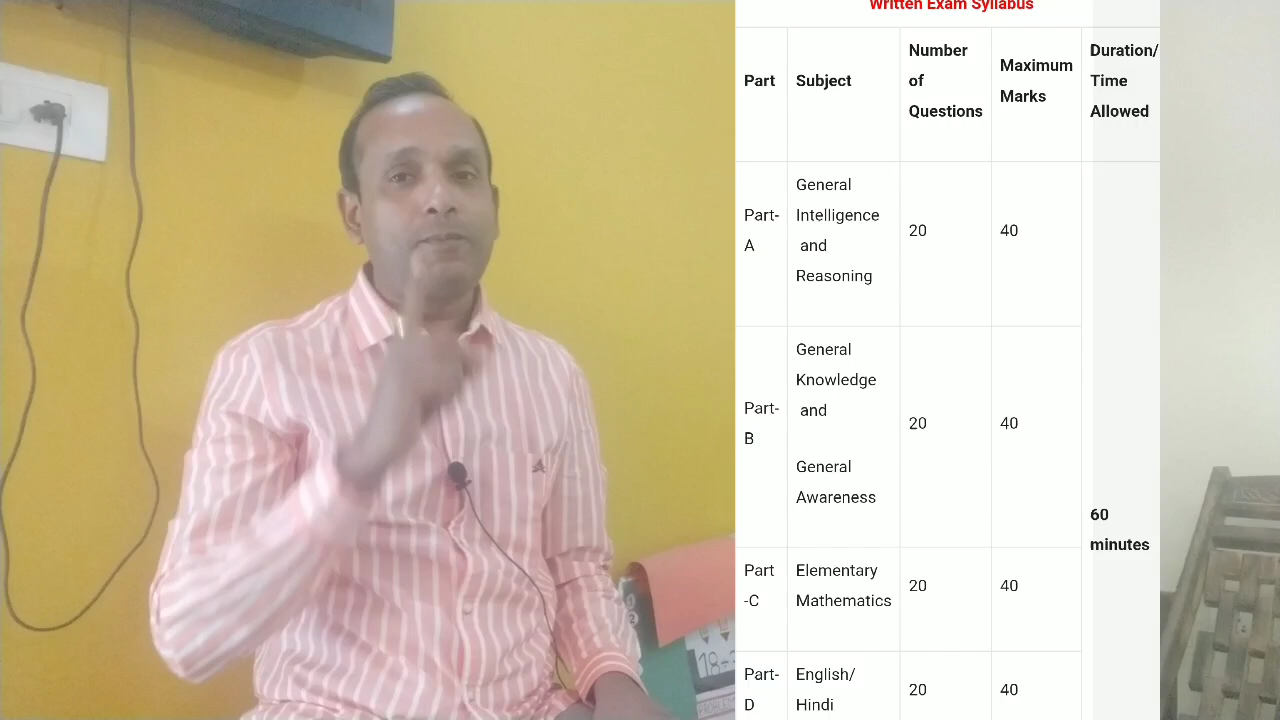 Written Exam Syllabus
Part
Subject
Number
of
Questions
Maximum
Marks
Duration/
Time
Allowed
Part-
A
General
Intelligence
and
Reasoning
20
40
Part-
B
General
Knowledge
and
General
Awareness
20
40
60
minutes
Part
-C
Elementary
Mathematics
20
40
Part-
D
English/
Hindi
20
40